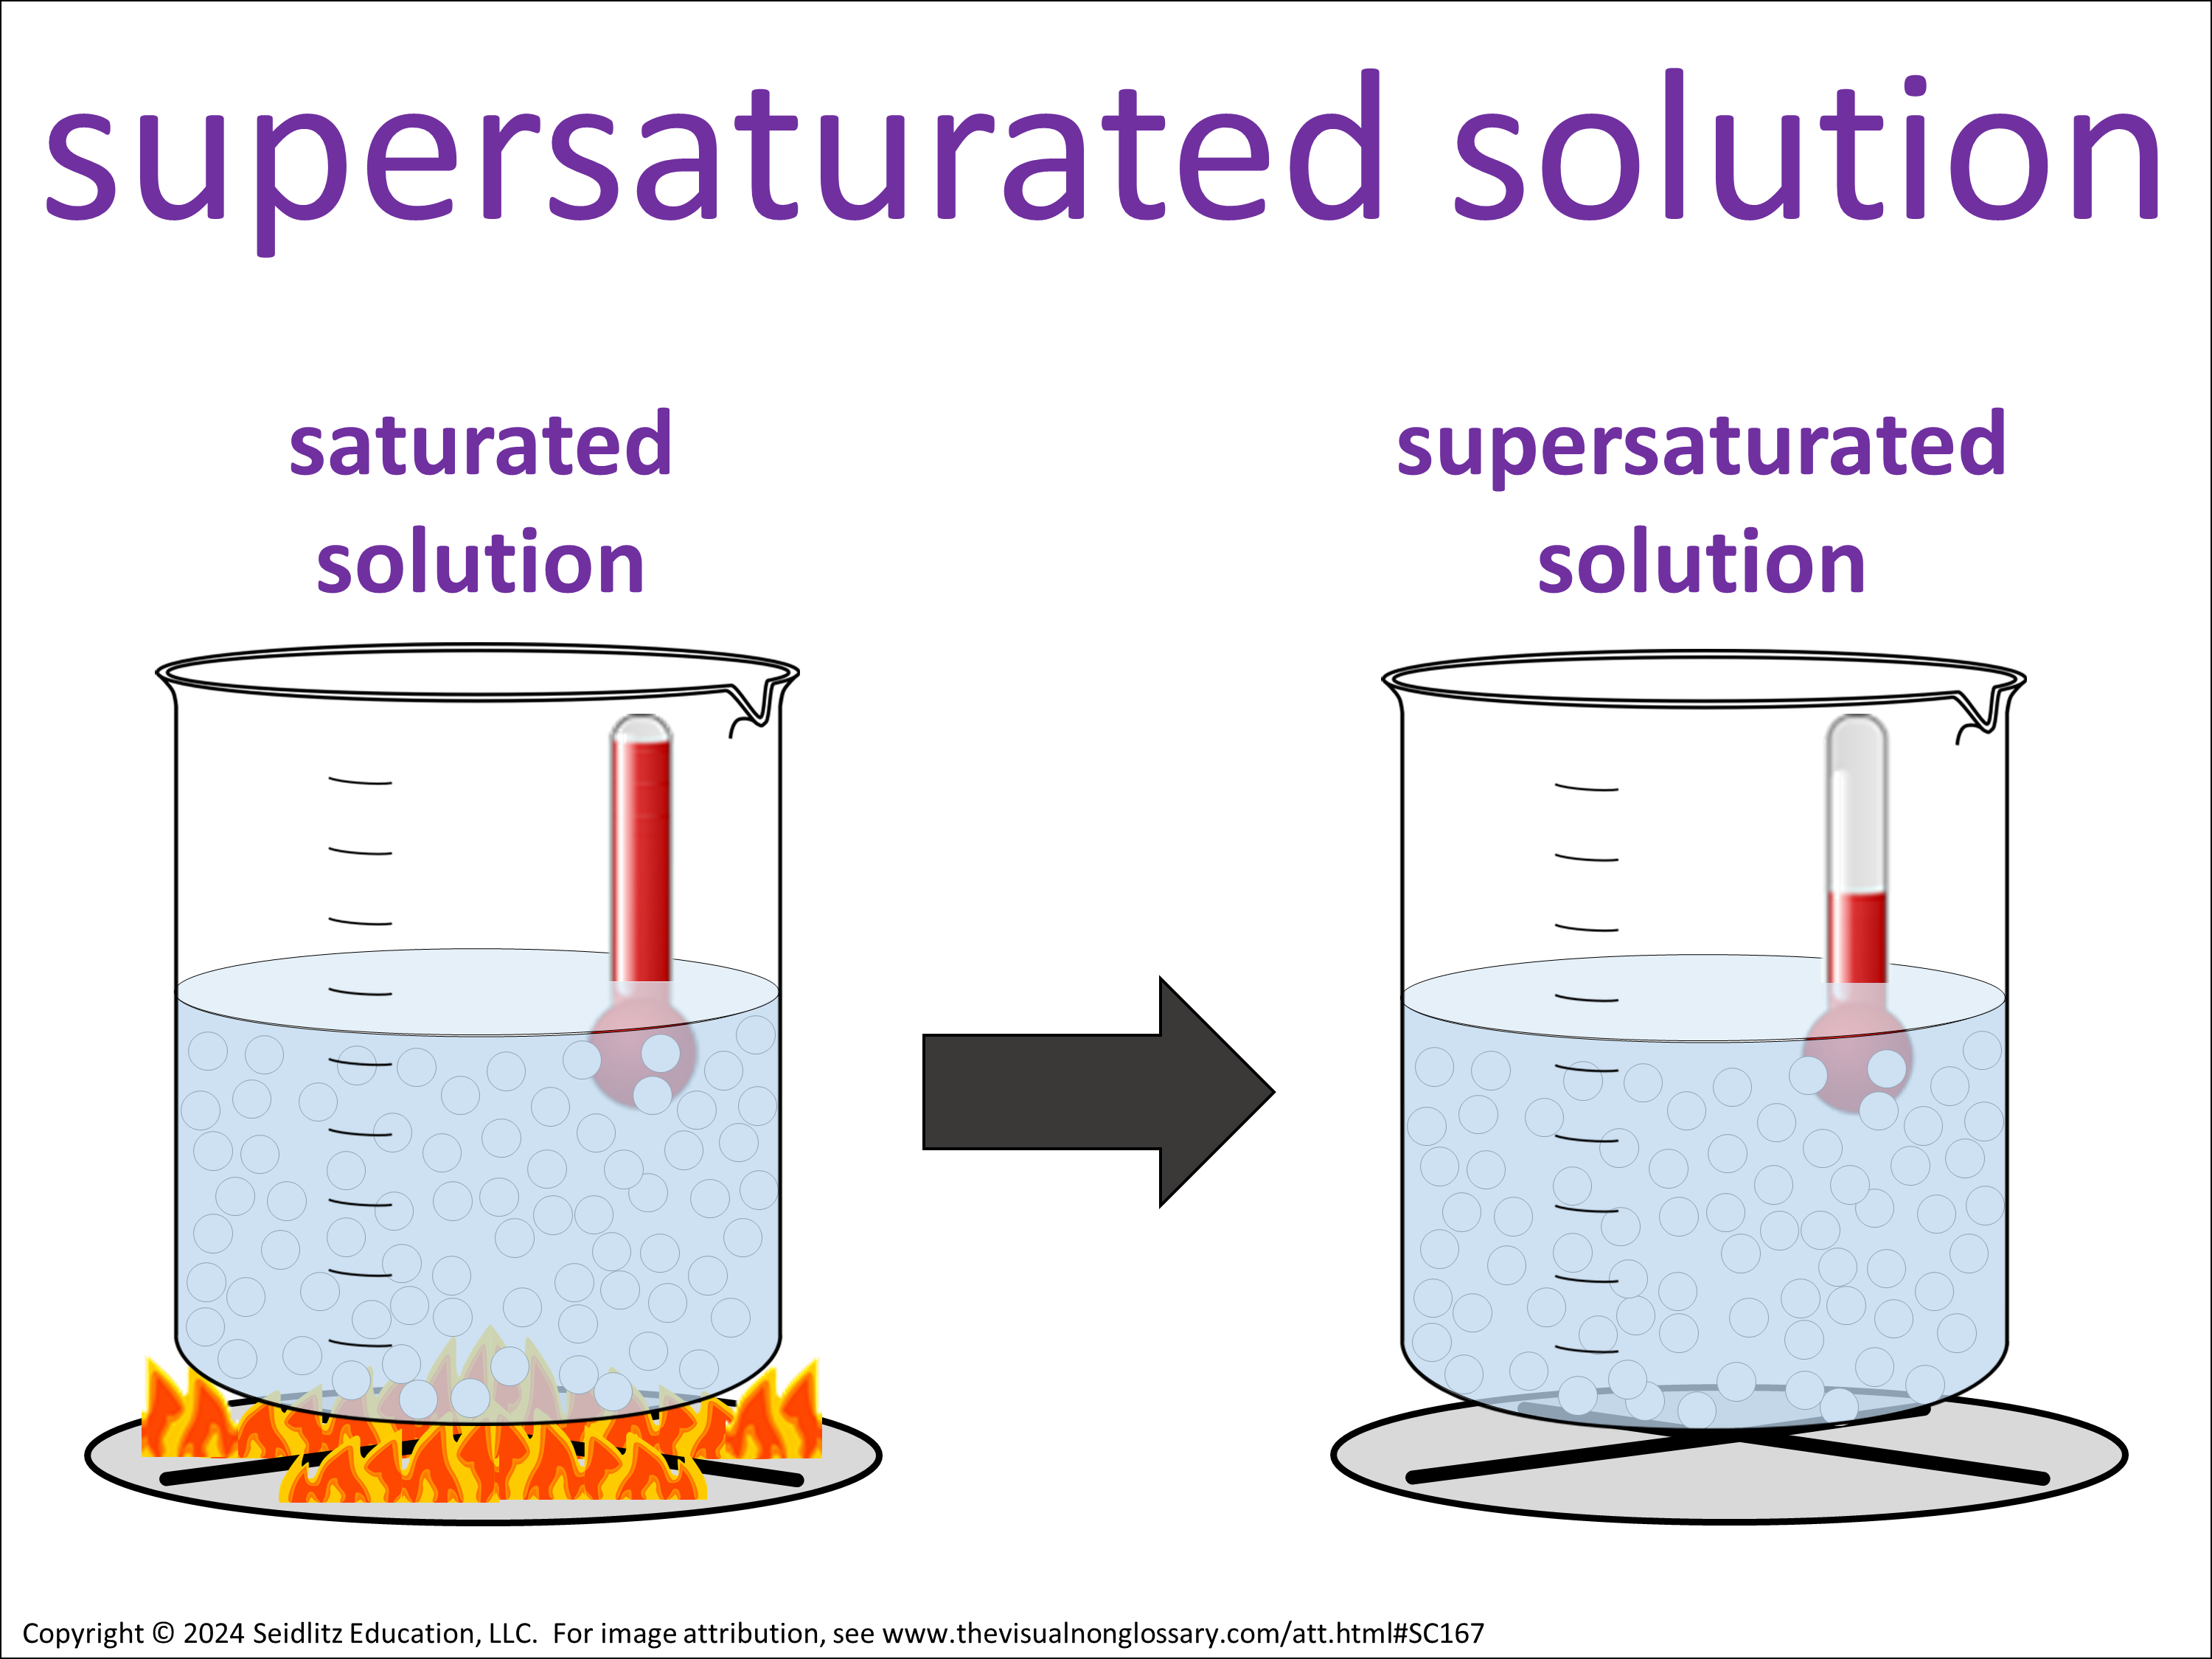 supersaturated solution
saturated
solution
supersaturated
solution
Copyright © 2024 Seidlitz Education, LLC.  For image attribution, see www.thevisualnonglossary.com/att.html#SC167